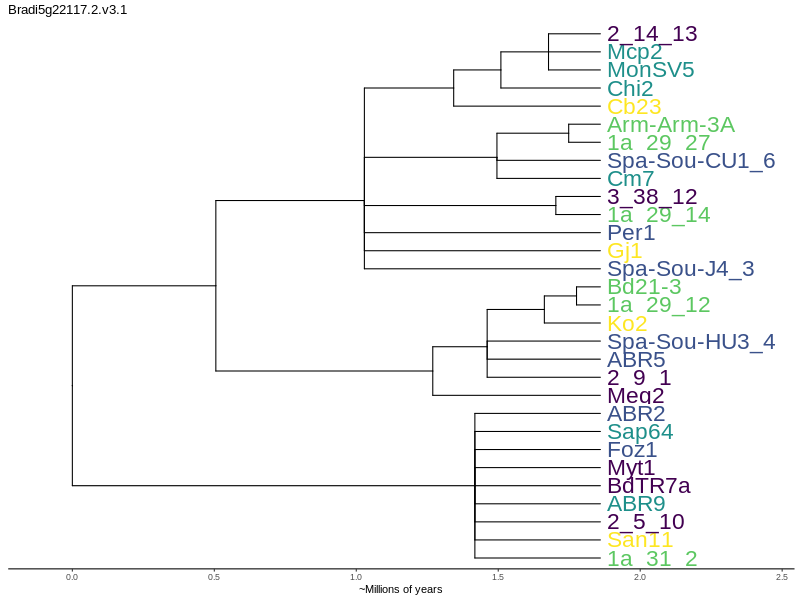 Bradi5g22117.2.v3.1
2_14_13
Mcp2
MonSV5
Chi2
Cb23
Arm-Arm-3A
1a_29_27
Spa-Sou-CU1_6
Cm7
3_38_12
1a_29_14
Per1
Gj1
Spa-Sou-J4_3
Bd21-3
1a_29_12
Ko2
Spa-Sou-HU3_4
ABR5
2_9_1
Meg2
ABR2
Sap64
Foz1
Myt1
BdTR7a
ABR9
2_5_10
San11
1a_31_2
0.0 0.5 1.0 1.5 2.0 2.5
~Millions of years